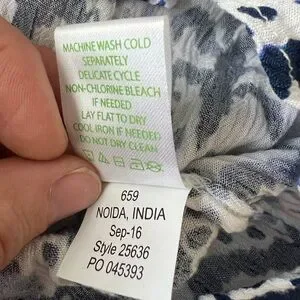 MACHINE WASH COLD
SEPARATELY
DELICATE CYCLE
NON-CHLORINE BLEACH
IF NEEDED
LAY FLAT TO DRY
COOL IRON IF NEEDED
DO NOT DRY CLEAN
659
NOIDA, INDIA
Sep-16
Style 25636
PO 045393